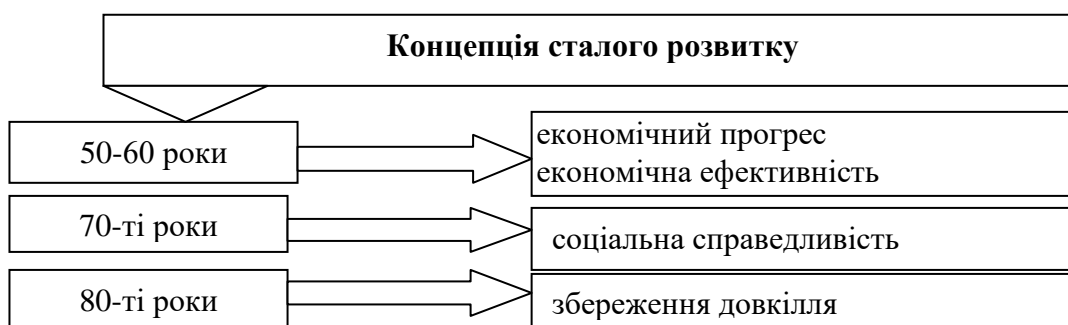 Концепція сталого розвитку
50-60 роки
економічний прогрес
економічна ефективність
70-ті роки
соціальна справедливість
80-ті роки
збереження довкілля